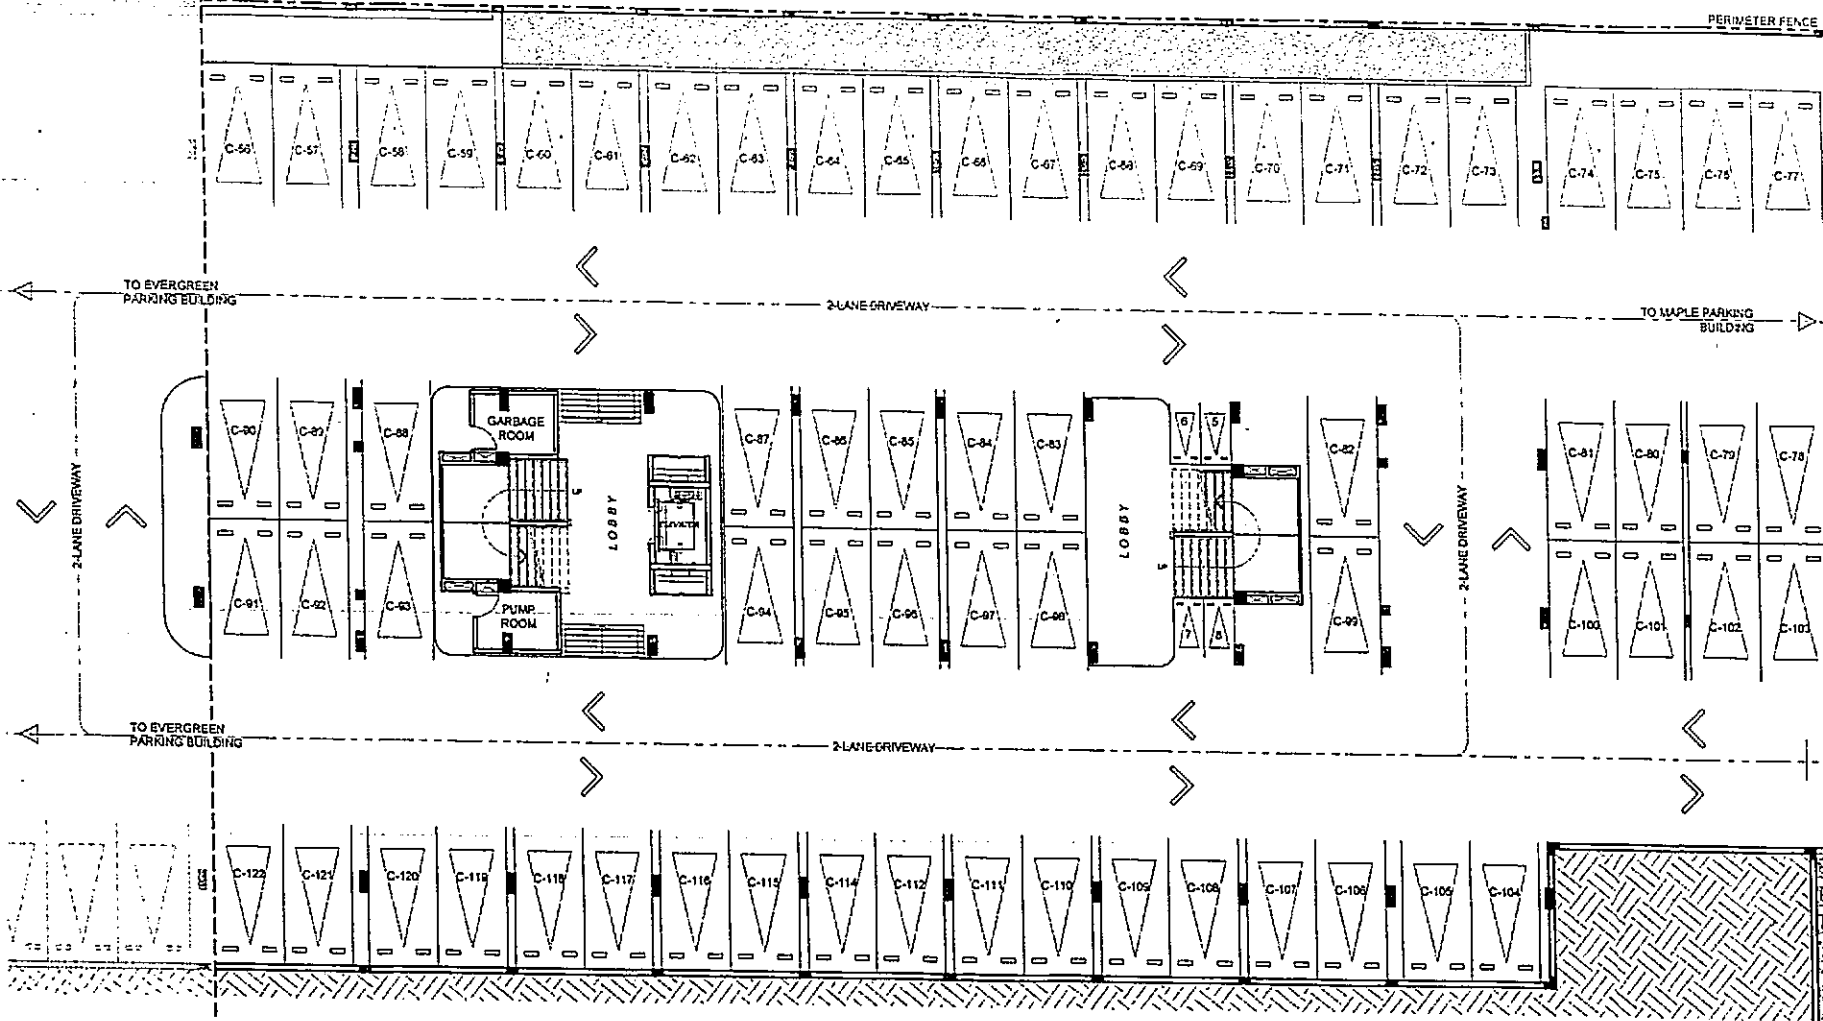 PERIMETER FENCE
C-56
C-57
C-58
C-59
C-60
C-61
C-62
C-63
C-64
C-65
C-66
C-67
C-68
C-69
C-70
C-71
C-72
C-73
C-74
C-75
C-77
TO EVERGREEN
PARKING BUILDING
2-LANE DRIVEWAY
TO MAPLE PARKING
BUILDING
C-90
C-89
C-88
GARBAGE
ROOM
C-87
C-86
C-85
C-84
C-83
6
5
C-82
C-81
C-80
C-79
C-78
2-LANE DRIVEWAY
UP
LOBBY
ELEVATOR
LOBBY
UP
2-LANE DRIVEWAY
C-91
C-92
C-93
PUMP
ROOM
C-94
C-95
C-96
C-97
C-98
7
8
C-99
C-100
C-101
C-102
C-103
TO EVERGREEN
PARKING BUILDING
2-LANE DRIVEWAY
C-122
C-121
C-120
C-119
C-118
C-117
C-116
C-115
C-114
C-112
C-111
C-110
C-109
C-108
C-107
C-106
C-105
C-104